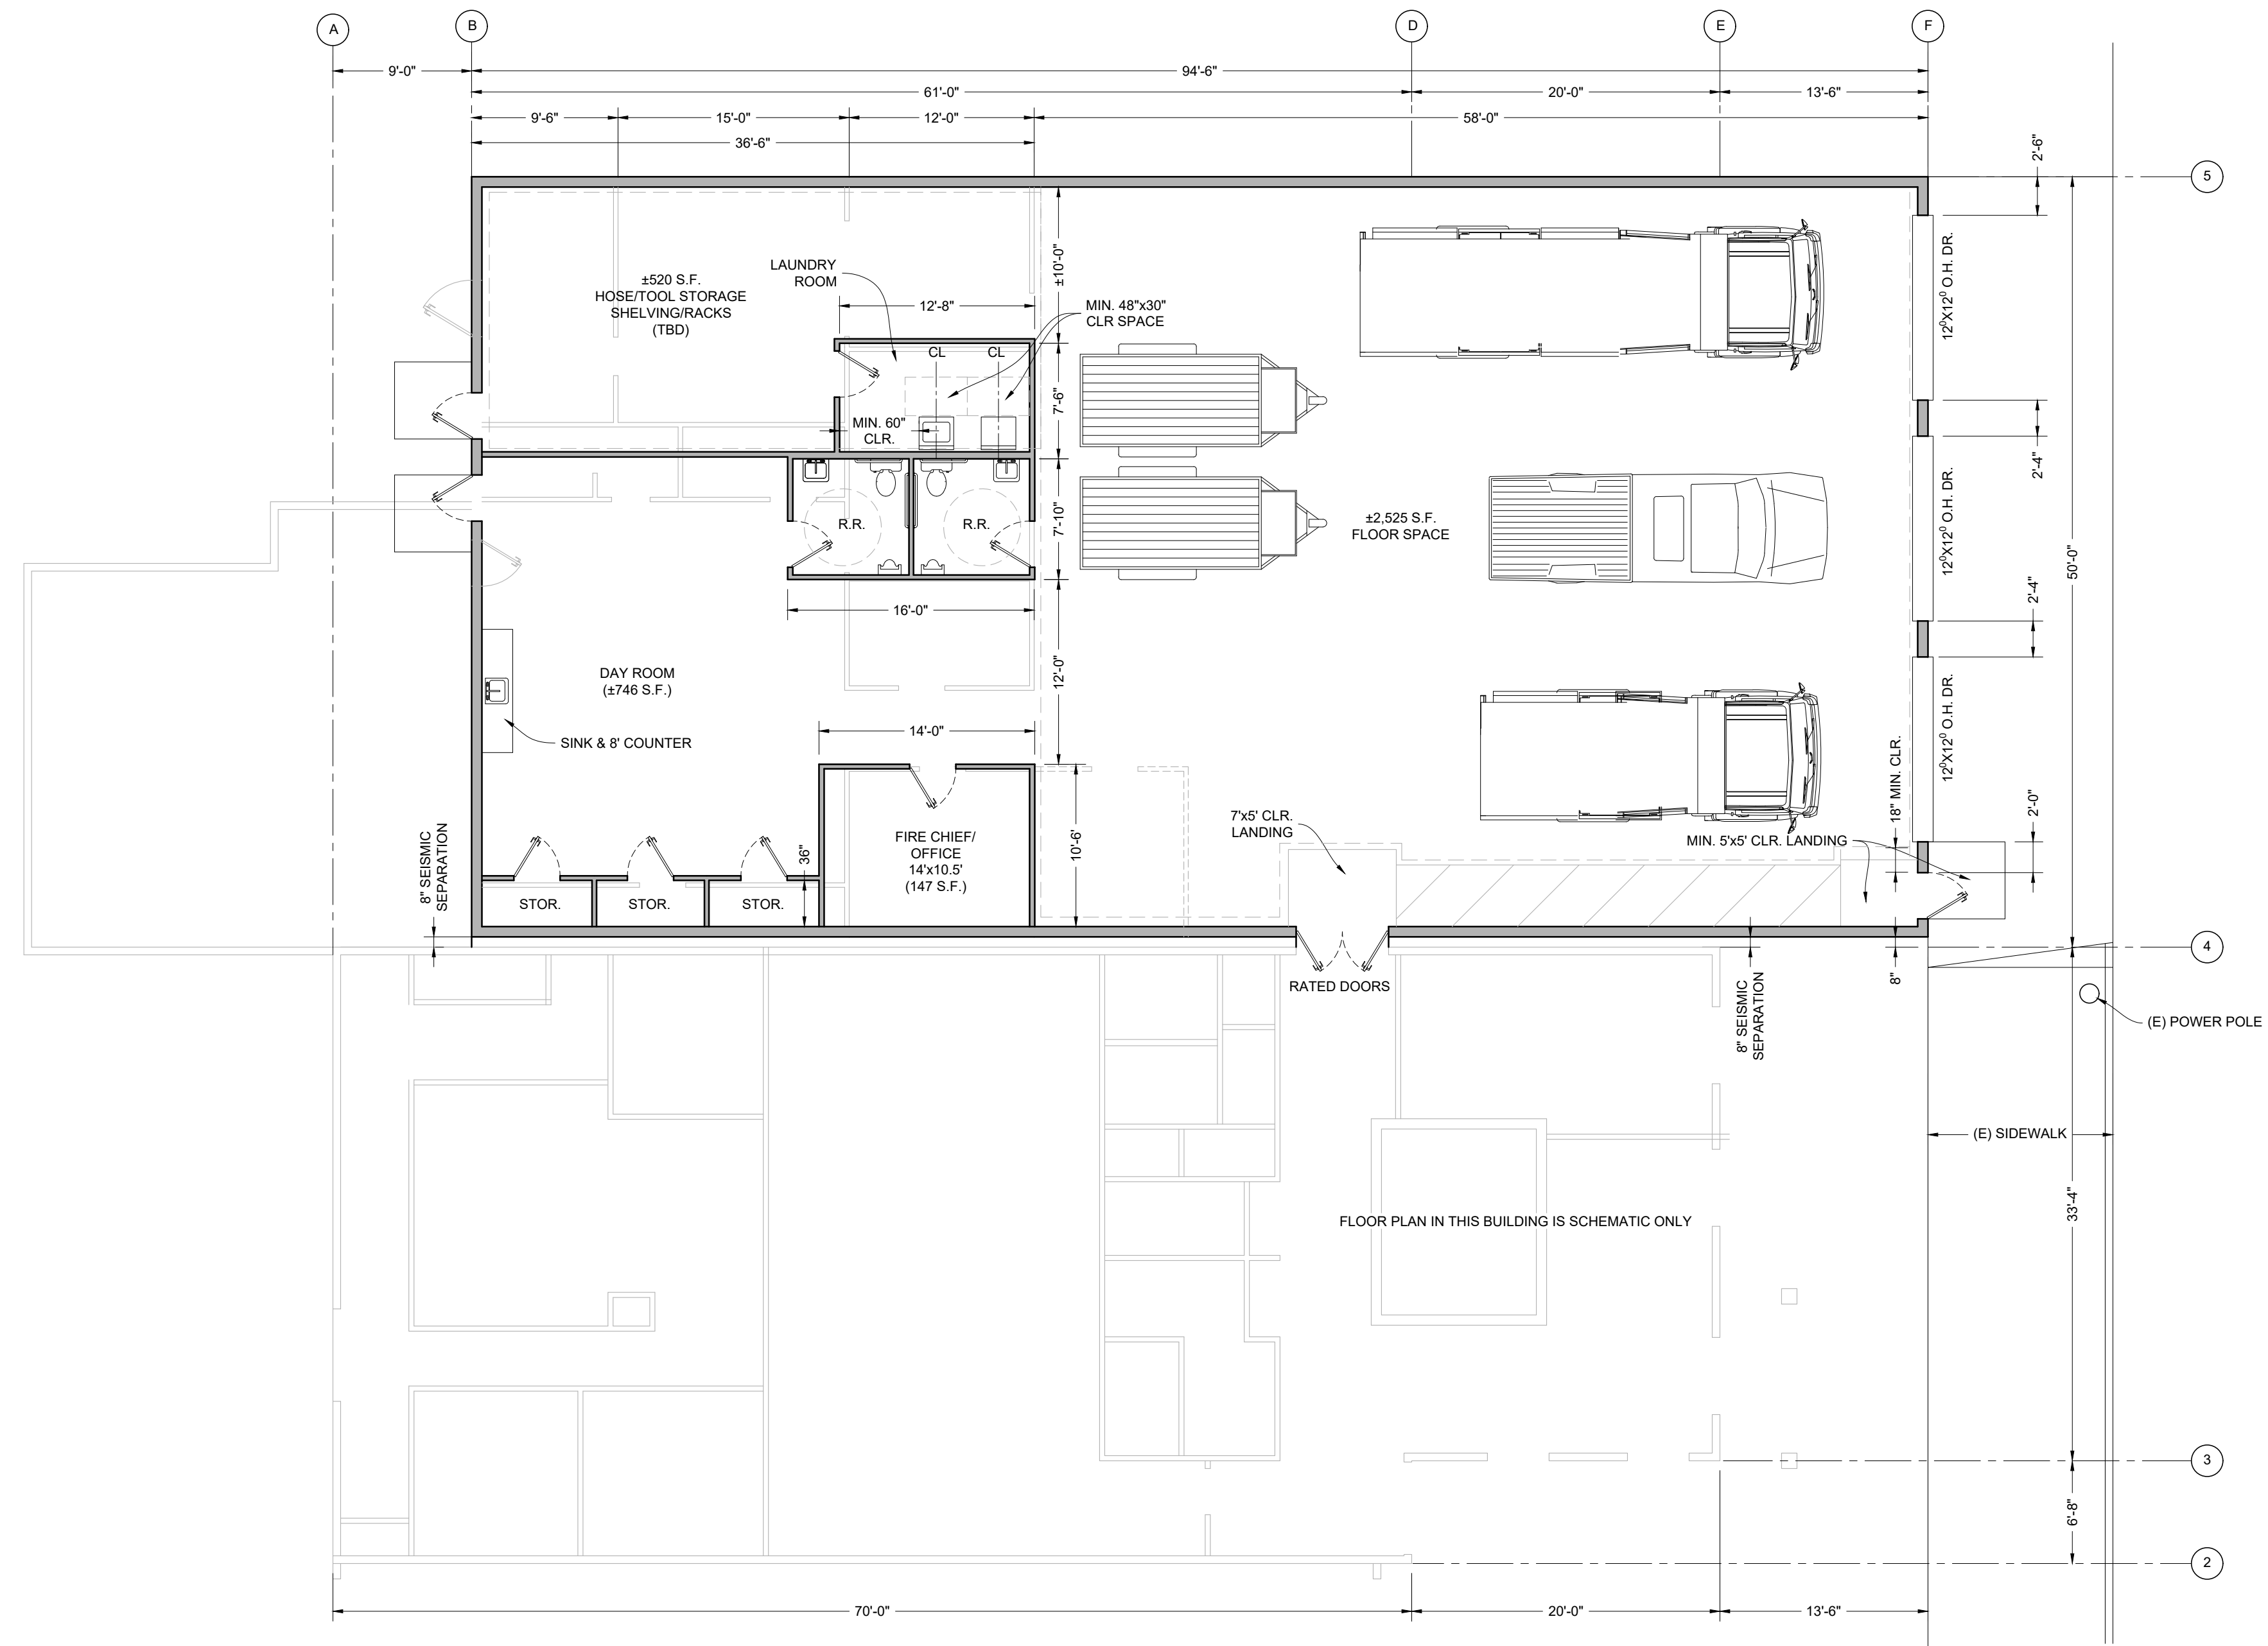 A
B
D
E
F
9'-0"
94'-6"
61'-0"
20'-0"
13'-6"
9'-6"
15'-0"
12'-0"
58'-0"
36'-6"
2'-6"
5
±520 S.F.
HOSE/TOOL STORAGE
SHELVING/RACKS
(TBD)
LAUNDRY
ROOM
±10'-0"
12'-8"
MIN. 48"x30"
CLR SPACE
12⁰X12⁰ O.H. DR.
CL
CL
7'-6"
MIN. 60"
CLR.
2'-4"
R.R.
R.R.
7'-10"
±2,525 S.F.
FLOOR SPACE
12⁰X12⁰ O.H. DR.
50'-0"
16'-0"
2'-4"
DAY ROOM
(±746 S.F.)
12'-0"
SINK & 8' COUNTER
14'-0"
12⁰X12⁰ O.H. DR.
18" MIN. CLR.
2'-0"
8" SEISMIC
SEPARATION
36"
FIRE CHIEF/
OFFICE
14'x10.5'
(147 S.F.)
10'-6'
7'x5' CLR.
LANDING
MIN. 5'x5' CLR. LANDING
STOR.
STOR.
STOR.
4
RATED DOORS
8" SEISMIC
SEPARATION
8"
(E) POWER POLE
(E) SIDEWALK
33'-4"
FLOOR PLAN IN THIS BUILDING IS SCHEMATIC ONLY
3
6'-8"
2
70'-0"
20'-0"
13'-6"